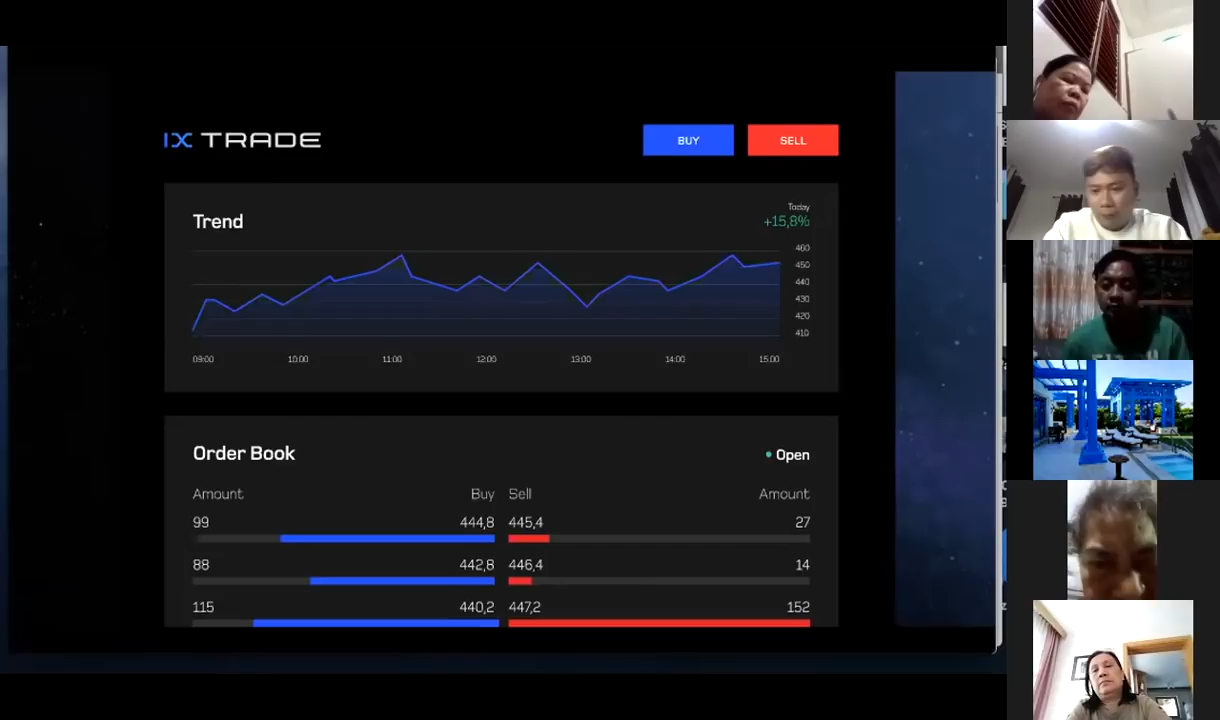 IX TRADE
BUY
SELL
Trend
Today
+15,8%
460
450
440
430
420
410
09:00 10:00 11:00 12:00 13:00 14:00 15:00
Order Book
Open
Amount Buy Sell Amount
99 444,8 445,4 27
88 442,8 446,4 14
115 440,2 447,2 152